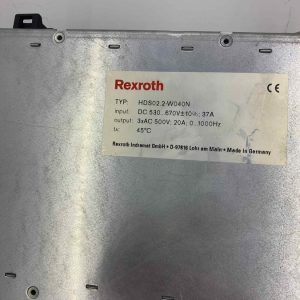 Rexroth
CE
TYP: HDS02.2-W040N
input: DC 530...670V±10%; 37A
output: 3xAC 500V; 20A; 0...1000Hz
ta: 45°C
Rexroth Indramat GmbH • D-97816 Lohr am Main • Made in Germany